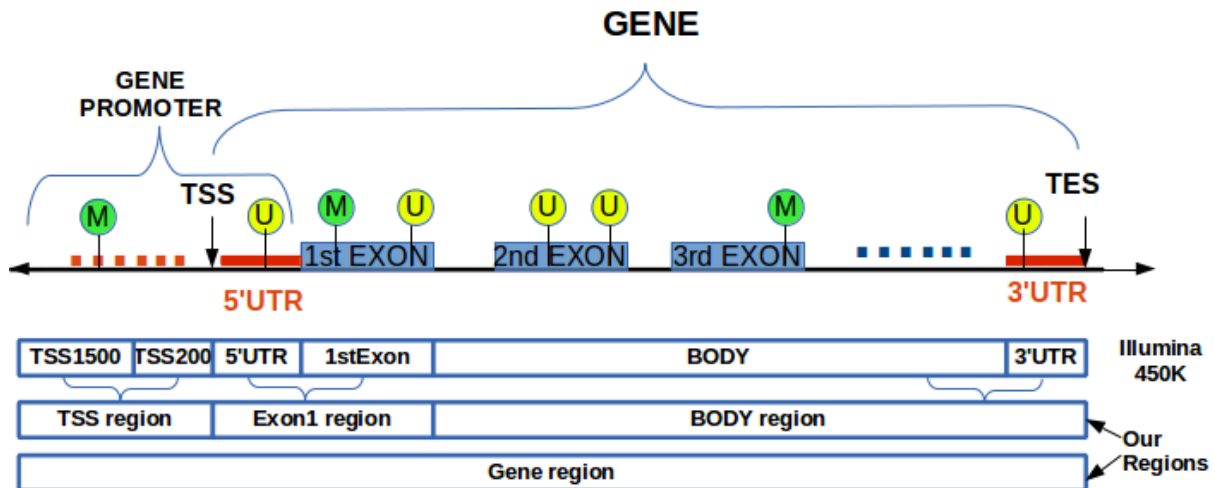 GENE
GENE
PROMOTER
TSS
TES
M
U
M
U
U
U
M
U
1st EXON
2nd EXON
3rd EXON
5'UTR
3'UTR
TSS1500
TSS200
5'UTR
1stExon
BODY
3'UTR
Illumina
450K
TSS region
Exon1 region
BODY region
Our
Regions
Gene region